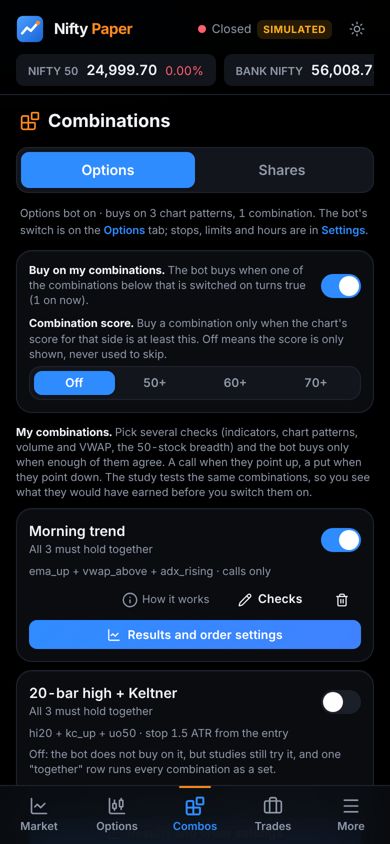 Nifty Paper
Closed
SIMULATED
NIFTY 50 24,999.70 0.00%
BANK NIFTY 56,008.7
Combinations
Options
Shares
Options bot on · buys on 3 chart patterns, 1 combination. The bot's
switch is on the Options tab; stops, limits and hours are in Settings.
Buy on my combinations. The bot buys when one of
the combinations below that is switched on turns true
(1 on now).
Combination score. Buy a combination only when the chart's
score for that side is at least this. Off means the score is only
shown, never used to skip.
Off
50+
60+
70+
My combinations. Pick several checks (indicators, chart patterns,
volume and VWAP, the 50-stock breadth) and the bot buys only
when enough of them agree. A call when they point up, a put when
they point down. The study tests the same combinations, so you see
what they would have earned before you switch them on.
Morning trend
All 3 must hold together
ema_up + vwap_above + adx_rising · calls only
How it works
Checks
Results and order settings
20-bar high + Keltner
All 3 must hold together
hi20 + kc_up + uo50 · stop 1.5 ATR from the entry
Off: the bot does not buy on it, but studies still try it, and one
"together" row runs every combination as a set.
Market
Options
Combos
Trades
More